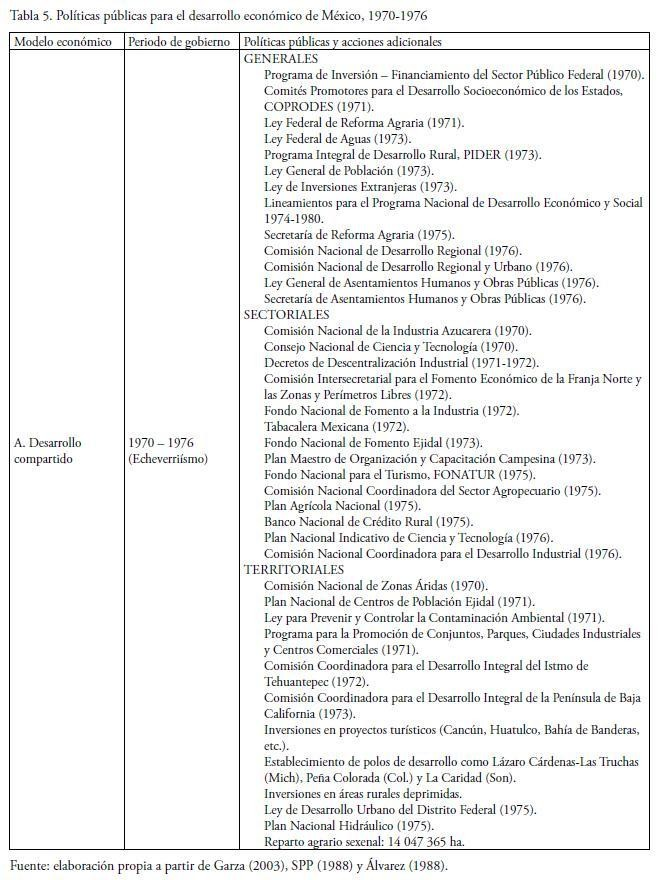 Tabla 5. Políticas públicas para el desarrollo económico de México, 1970-1976
Modelo económico
Periodo de gobierno
Políticas públicas y acciones adicionales
A. Desarrollo
compartido
1970 – 1976
(Echeverriísmo)
GENERALES
Programa de Inversión – Financiamiento del Sector Público Federal (1970).
Comités Promotores para el Desarrollo Socioeconómico de los Estados,
COPRODES (1971).
Ley Federal de Reforma Agraria (1971).
Ley Federal de Aguas (1973).
Programa Integral de Desarrollo Rural, PIDER (1973).
Ley General de Población (1973).
Ley de Inversiones Extranjeras (1973).
Lineamientos para el Programa Nacional de Desarrollo Económico y Social
1974-1980.
Secretaría de Reforma Agraria (1975).
Comisión Nacional de Desarrollo Regional (1976).
Comisión Nacional de Desarrollo Regional y Urbano (1976).
Ley General de Asentamientos Humanos y Obras Públicas (1976).
Secretaría de Asentamientos Humanos y Obras Públicas (1976).
SECTORIALES
Comisión Nacional de la Industria Azucarera (1970).
Consejo Nacional de Ciencia y Tecnología (1970).
Decretos de Descentralización Industrial (1971-1972).
Comisión Intersecretarial para el Fomento Económico de la Franja Norte y
las Zonas y Perímetros Libres (1972).
Fondo Nacional de Fomento a la Industria (1972).
Tabacalera Mexicana (1972).
Fondo Nacional de Fomento Ejidal (1973).
Plan Maestro de Organización y Capacitación Campesina (1973).
Fondo Nacional para el Turismo, FONATUR (1975).
Comisión Nacional Coordinadora del Sector Agropecuario (1975).
Plan Agrícola Nacional (1975).
Banco Nacional de Crédito Rural (1975).
Plan Nacional Indicativo de Ciencia y Tecnología (1976).
Comisión Nacional Coordinadora para el Desarrollo Industrial (1976).
TERRITORIALES
Comisión Nacional de Zonas Áridas (1970).
Plan Nacional de Centros de Población Ejidal (1971).
Ley para Prevenir y Controlar la Contaminación Ambiental (1971).
Programa para la Promoción de Conjuntos, Parques, Ciudades Industriales
y Centros Comerciales (1971).
Comisión Coordinadora para el Desarrollo Integral del Istmo de
Tehuantepec (1972).
Comisión Coordinadora para el Desarrollo Integral de la Península de Baja
California (1973).
Inversiones en proyectos turísticos (Cancún, Huatulco, Bahía de Banderas,
etc.).
Establecimiento de polos de desarrollo como Lázaro Cárdenas-Las Truchas
(Mich), Peña Colorada (Col.) y La Caridad (Son).
Inversiones en áreas rurales deprimidas.
Ley de Desarrollo Urbano del Distrito Federal (1975).
Plan Nacional Hidráulico (1975).
Reparto agrario sexenal: 14 047 365 ha.
Fuente: elaboración propia a partir de Garza (2003), SPP (1988) y Álvarez (1988).